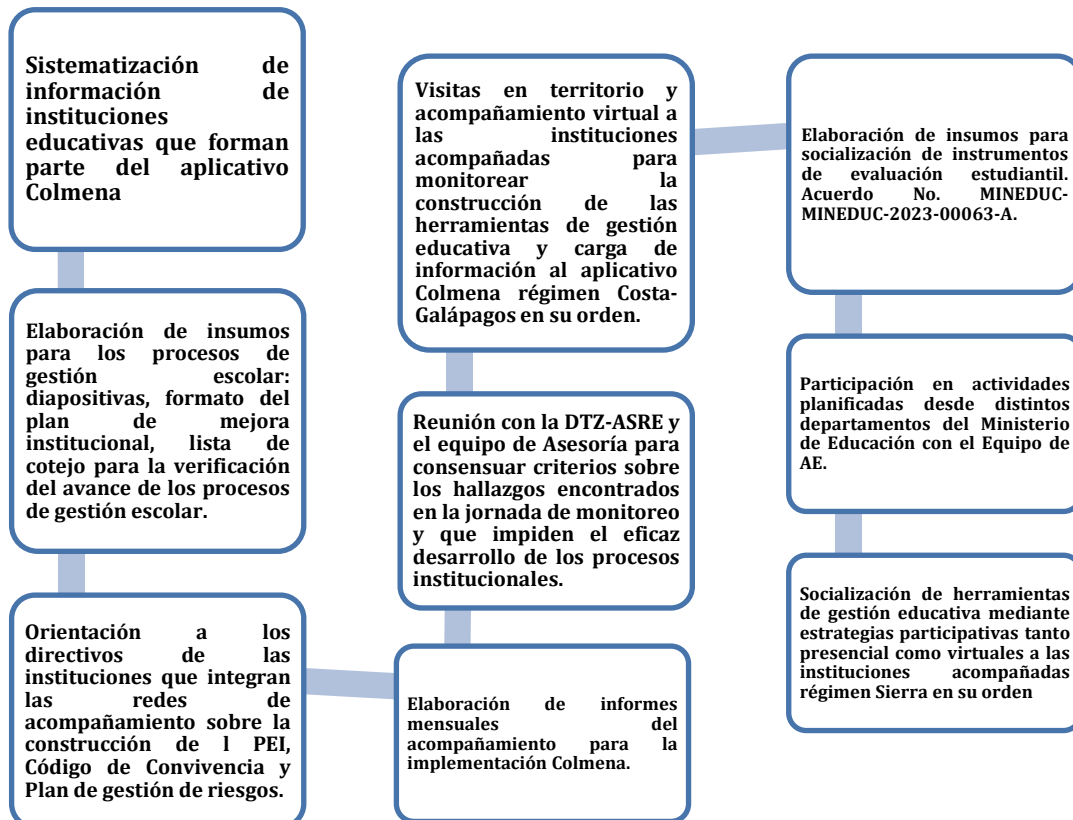 Sistematización de
información de
instituciones
educativas que forman
parte del aplicativo
Colmena
Elaboración de insumos
para los procesos de
gestión escolar:
diapositivas, formato del
plan de mejora
institucional, lista de
cotejo para la verificación
del avance de los procesos
de gestión escolar.
Orientación a los
directivos de las
instituciones que integran
las redes de
acompañamiento sobre la
construcción de l PEI,
Código de Convivencia y
Plan de gestión de riesgos.
Elaboración de informes
mensuales del
acompañamiento para la
implementación Colmena.
Reunión con la DTZ-ASRE y
el equipo de Asesoría para
consensuar criterios sobre
los hallazgos encontrados
en la jornada de monitoreo
y que impiden el eficaz
desarrollo de los procesos
institucionales.
Visitas en territorio y
acompañamiento virtual a
las instituciones
acompañadas para
monitorear la
construcción de las
herramientas de gestión
educativa y carga de
información al aplicativo
Colmena régimen Costa-
Galápagos en su orden.
Elaboración de insumos para
socialización de instrumentos
de evaluación estudiantil.
Acuerdo No. MINEDUC-
MINEDUC-2023-00063-A.
Participación en actividades
planificadas desde distintos
departamentos del Ministerio
de Educación con el Equipo de
AE.
Socialización de herramientas
de gestión educativa mediante
estrategias participativas tanto
presencial como virtuales a las
instituciones acompañadas
régimen Sierra en su orden